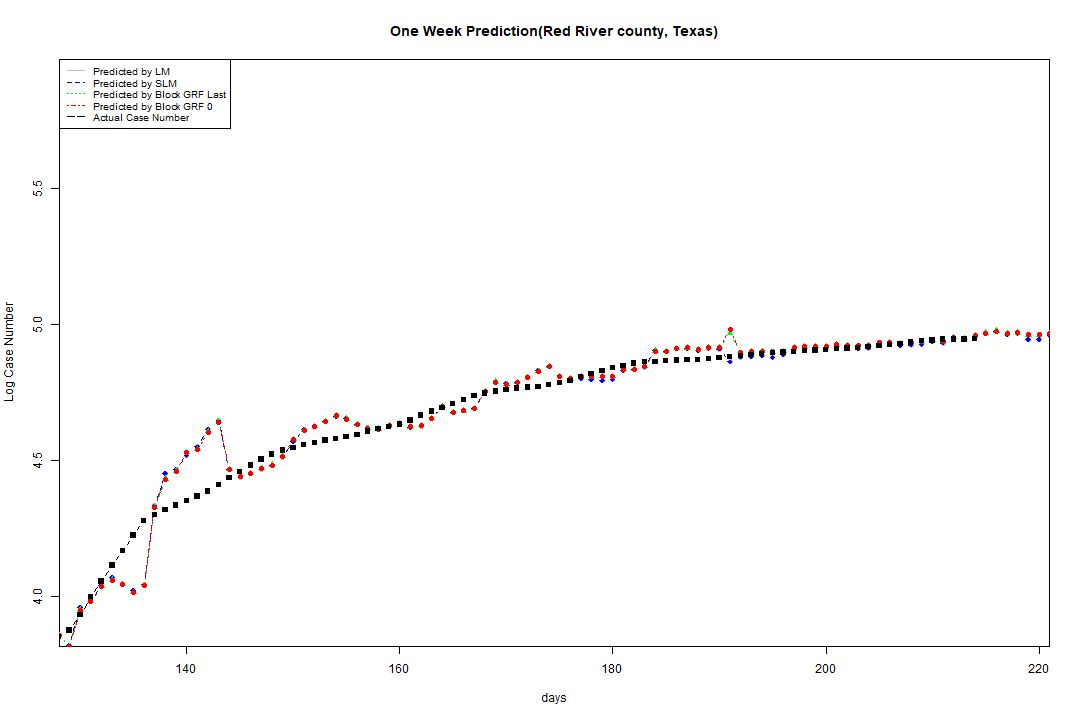 One Week Prediction(Red River county, Texas)
Predicted by LM
Predicted by SLM
Predicted by Block GRF Last
Predicted by Block GRF 0
Actual Case Number
5.5
5.0
4.5
4.0
Log Case Number
140 160 180 200 220
days